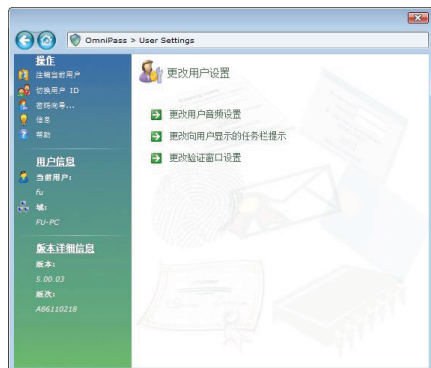 OmniPass > User Settings
操作
注销当前用户
切换用户 ID
密码向导...
信息
帮助
用户信息
当前用户:
fu
域:
FU-PC
版本详细信息
版本:
5.00.03
版次:
A86110218
更改用户设置
更改用户音频设置
更改向用户显示的任务栏提示
更改验证窗口设置